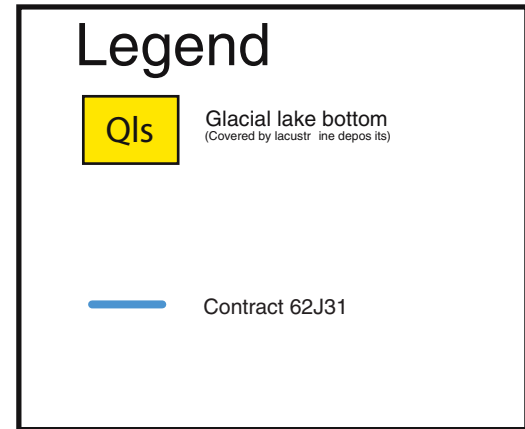 Legend
Qls
Glacial lake bottom
(Covered by lacustr ine depos its)
Contract 62J31